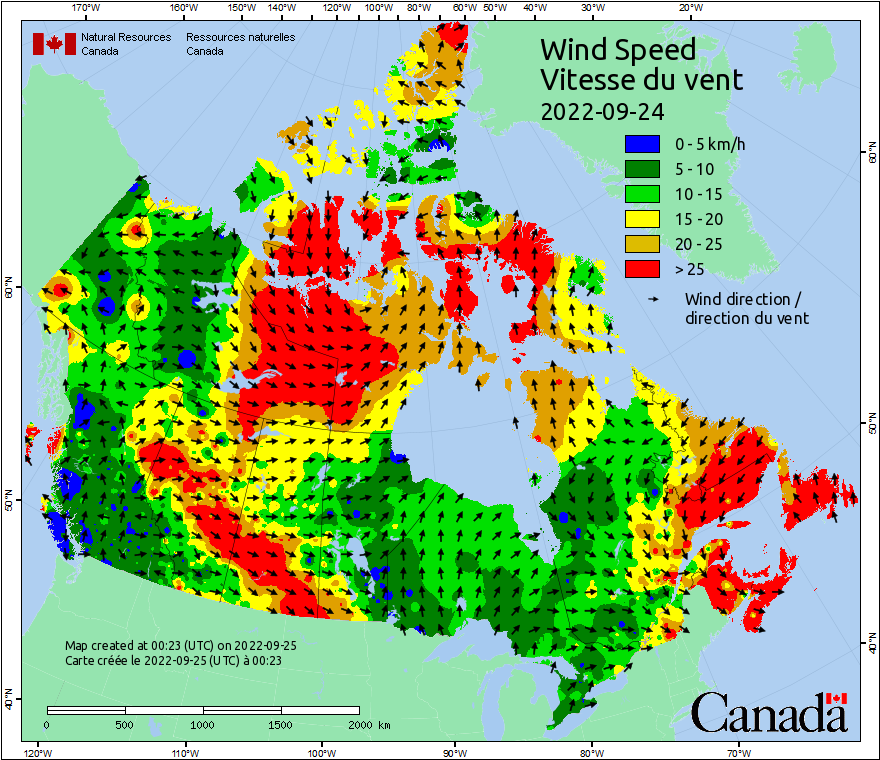 170°W 160°W 150°W 140°W 130°W 120°W 110°W 100°W 80°W 60°W 50°W 40°W 30°W 20°W
Natural Resources Ressources naturelles
Canada Canada
Wind Speed
Vitesse du vent
2022-09-24
0 - 5 km/h
5 - 10
10 - 15
15 - 20
20 - 25
> 25
Wind direction /
direction du vent
60°N
60°N
50°N
50°N
40°N
40°N
Map created at 00:23 (UTC) on 2022-09-25
Carte créée le 2022-09-25 (UTC) à 00:23
0 500 1000 1500 2000 km
Canada
120°W 110°W 100°W 90°W 80°W 70°W